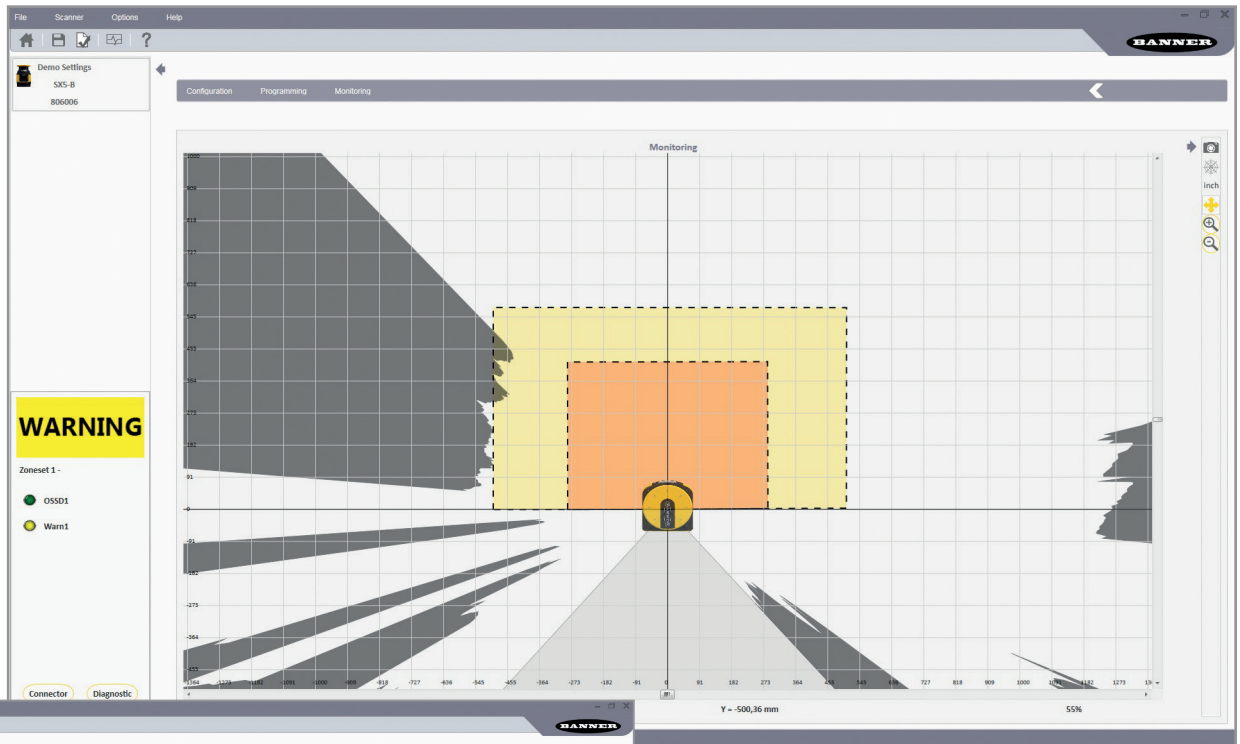 File Scanner Options Help
BANNER
Demo Settings
SX5-B
806006
Configuration Programming Monitoring
Monitoring
inch
1000
909
818
727
636
545
455
364
273
182
91
0
-91
-182
-273
-364
-455
-1364 -1273 -1182 -1091 -1000 -909 -818 -727 -636 -545 -455 -364 -273 -182 -91 0 91 182 273 364 455 636 727 818 909 1000 1091 1182 1273
WARNING
Zoneset 1 -
OSSD1
Warn1
Connector Diagnostic
Y = -500,36 mm 55%
BANNER